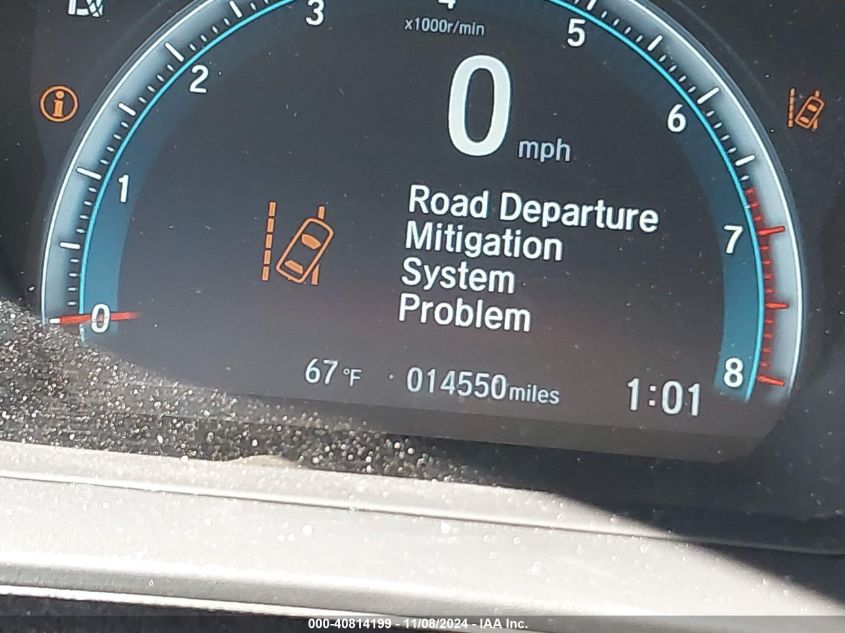 4
3
5
x1000r/min
2
0 mph
6
i
1
Road Departure
Mitigation
System
Problem
7
0
67°F · 014550miles 1:01
8
000-40814199 - 11/08/2024 - IAA Inc.